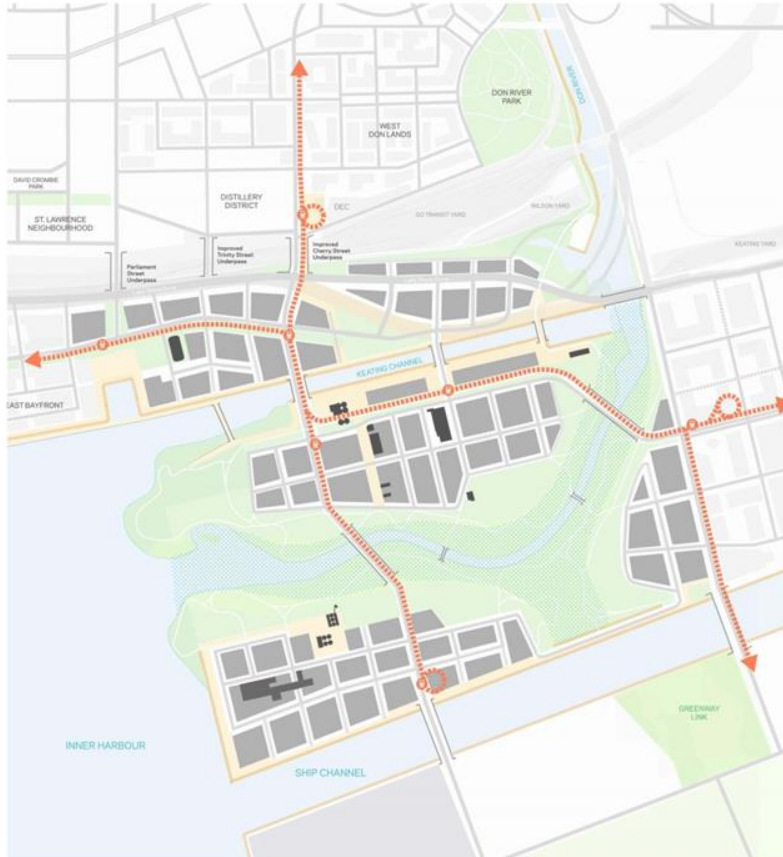 DON RIVER
DON RIVER
PARK
WEST
DON LANDS
DAVID CROMBIE
PARK
DISTILLERY
DISTRICT
DEC
GO TRANSIT YARD
WILSON YARD
ST. LAWRENCE
NEIGHBOURHOOD
Parliament
Street
Underpass
Improved
Trinity Street
Underpass
Improved
Cherry Street
Underpass
KEATING YARD
KEATING CHANNEL
EAST BAYFRONT
GREENWAY
LINK
INNER HARBOUR
SHIP CHANNEL